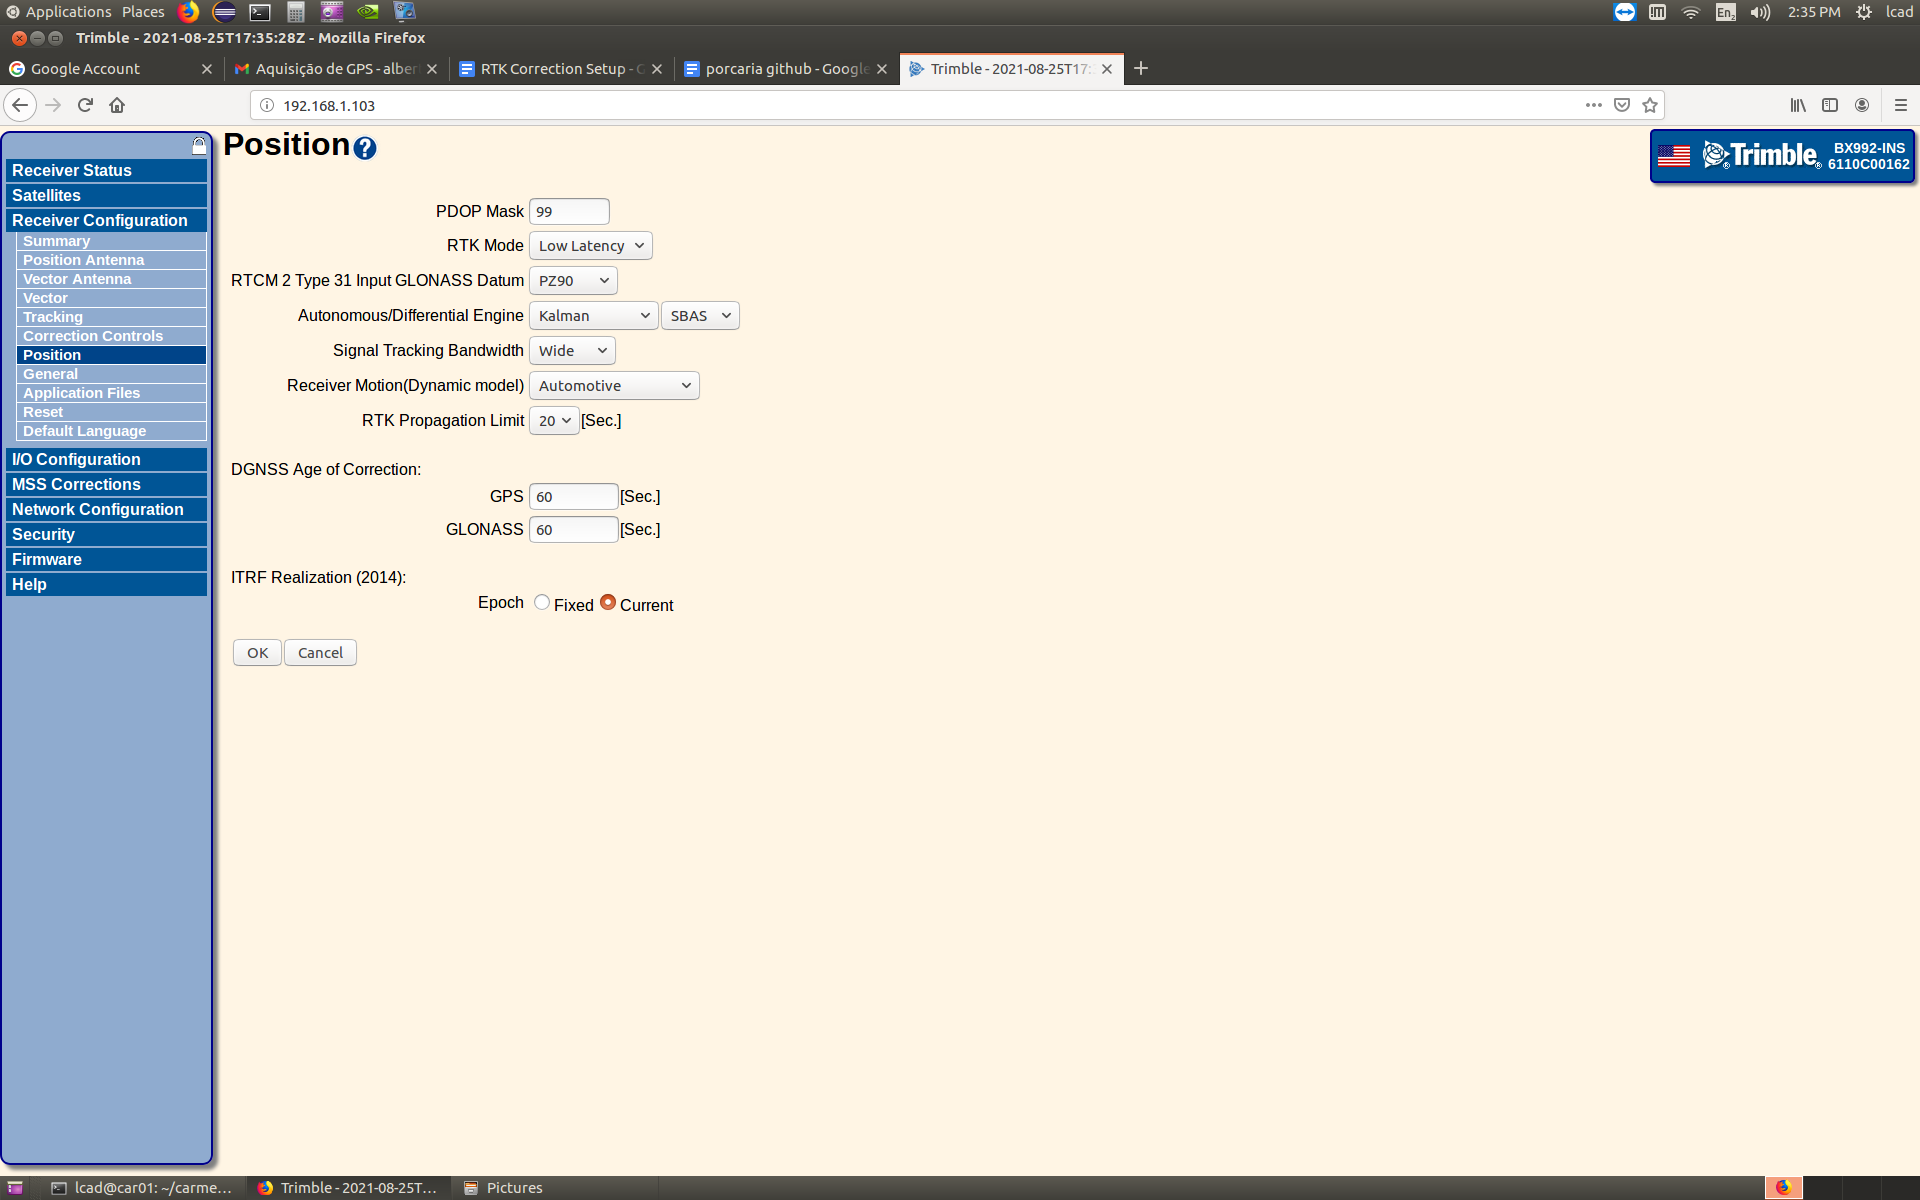 Applications Places
En2 2:35 PM lcad
Trimble - 2021-08-25T17:35:28Z - Mozilla Firefox
Google Account
Aquisição de GPS - alber
RTK Correction Setup - G
porcaria github - Google
Trimble - 2021-08-25T17:
192.168.1.103
Receiver Status
Satellites
Receiver Configuration
Summary
Position Antenna
Vector Antenna
Vector
Tracking
Correction Controls
Position
General
Application Files
Reset
Default Language
I/O Configuration
MSS Corrections
Network Configuration
Security
Firmware
Help
Position ?
Trimble
BX992-INS
6110C00162
PDOP Mask 99
RTK Mode Low Latency
RTCM 2 Type 31 Input GLONASS Datum PZ90
Autonomous/Differential Engine Kalman SBAS
Signal Tracking Bandwidth Wide
Receiver Motion(Dynamic model) Automotive
RTK Propagation Limit 20 [Sec.]
DGNSS Age of Correction:
GPS 60 [Sec.]
GLONASS 60 [Sec.]
ITRF Realization (2014):
Epoch Fixed Current
OK Cancel
lcad@car01: ~/carme...
Trimble - 2021-08-25T...
Pictures